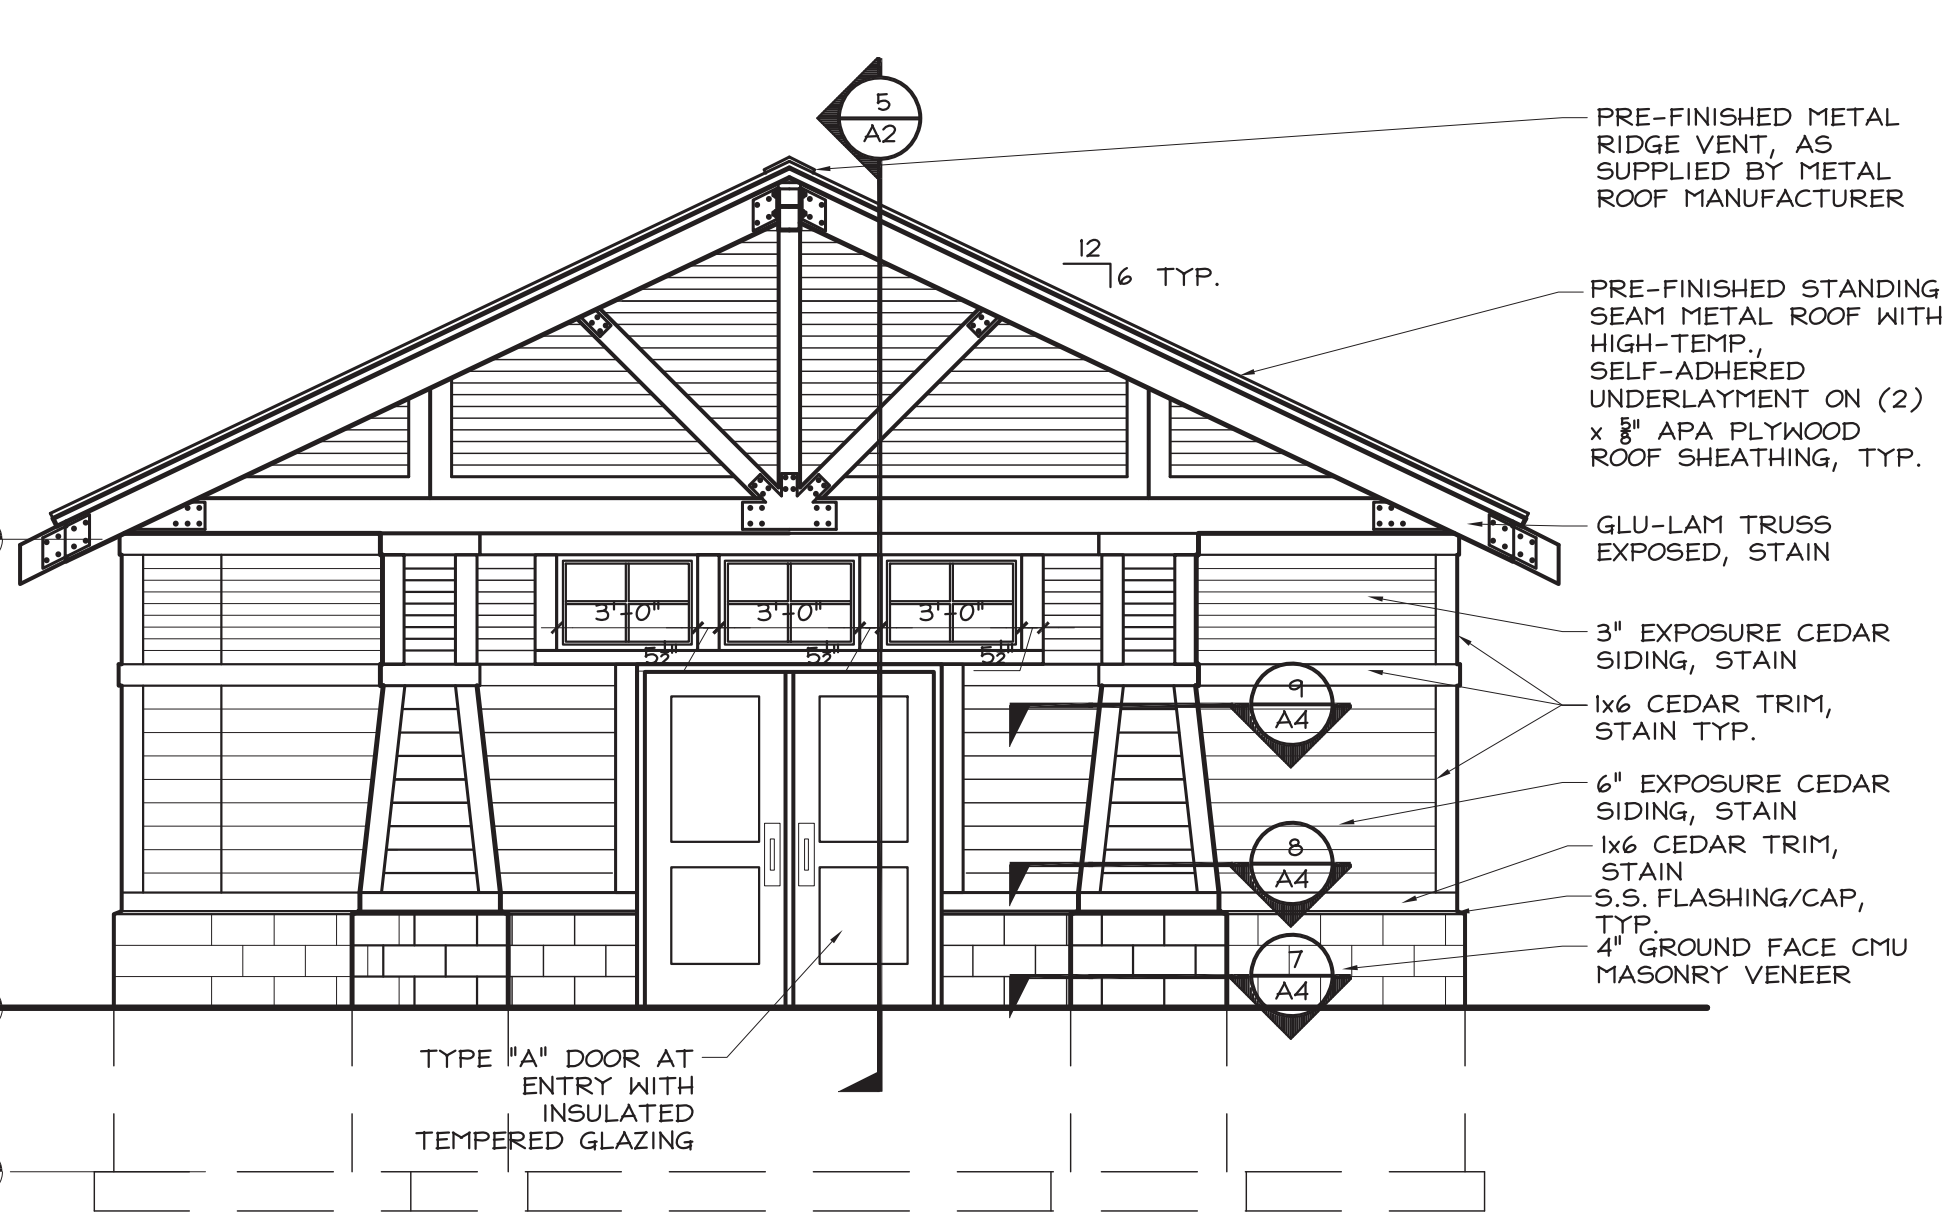 5
A2
PRE-FINISHED METAL
RIDGE VENT, AS
SUPPLIED BY METAL
ROOF MANUFACTURER
12
6 TYP.
PRE-FINISHED STANDING
SEAM METAL ROOF WITH
HIGH-TEMP.,
SELF-ADHERED
UNDERLAYMENT ON (2)
x 5/8" APA PLYWOOD
ROOF SHEATHING, TYP.
GLU-LAM TRUSS
EXPOSED, STAIN
3'-0" 3'-0" 3'-0"
5½" 5½" 5½"
3" EXPOSURE CEDAR
SIDING, STAIN
9
A4
1x6 CEDAR TRIM,
STAIN TYP.
6" EXPOSURE CEDAR
SIDING, STAIN
8
A4
1x6 CEDAR TRIM,
STAIN
S.S. FLASHING/CAP,
TYP.
7
A4
4" GROUND FACE CMU
MASONRY VENEER
TYPE "A" DOOR AT
ENTRY WITH
INSULATED
TEMPERED GLAZING